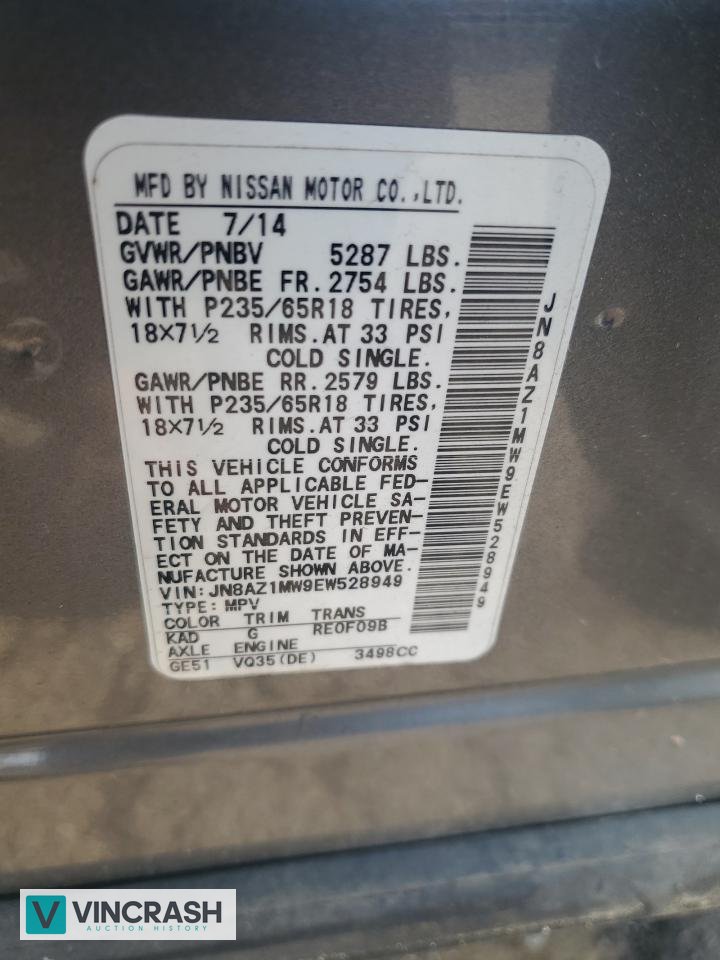 MFD BY NISSAN MOTOR CO.,LTD.
DATE 7/14
GVWR/PNBV 5287 LBS.
GAWR/PNBE FR. 2754 LBS.
WITH P235/65R18 TIRES,
18X7½ RIMS. AT 33 PSI
COLD SINGLE.
GAWR/PNBE RR. 2579 LBS.
WITH P235/65R18 TIRES,
18X7½ RIMS. AT 33 PSI
COLD SINGLE.
THIS VEHICLE CONFORMS
TO ALL APPLICABLE FED-
ERAL MOTOR VEHICLE SA-
FETY AND THEFT PREVEN-
TION STANDARDS IN EFF-
ECT ON THE DATE OF MA-
NUFACTURE SHOWN ABOVE.
VIN: JN8AZ1MW9EW528949
TYPE: MPV
COLOR TRIM TRANS
KAD G RE0F09B
AXLE ENGINE
GE51 VQ35(DE) 3498CC
JN8AZ1MW9EW528949
V VINCRASH
AUCTION HISTORY